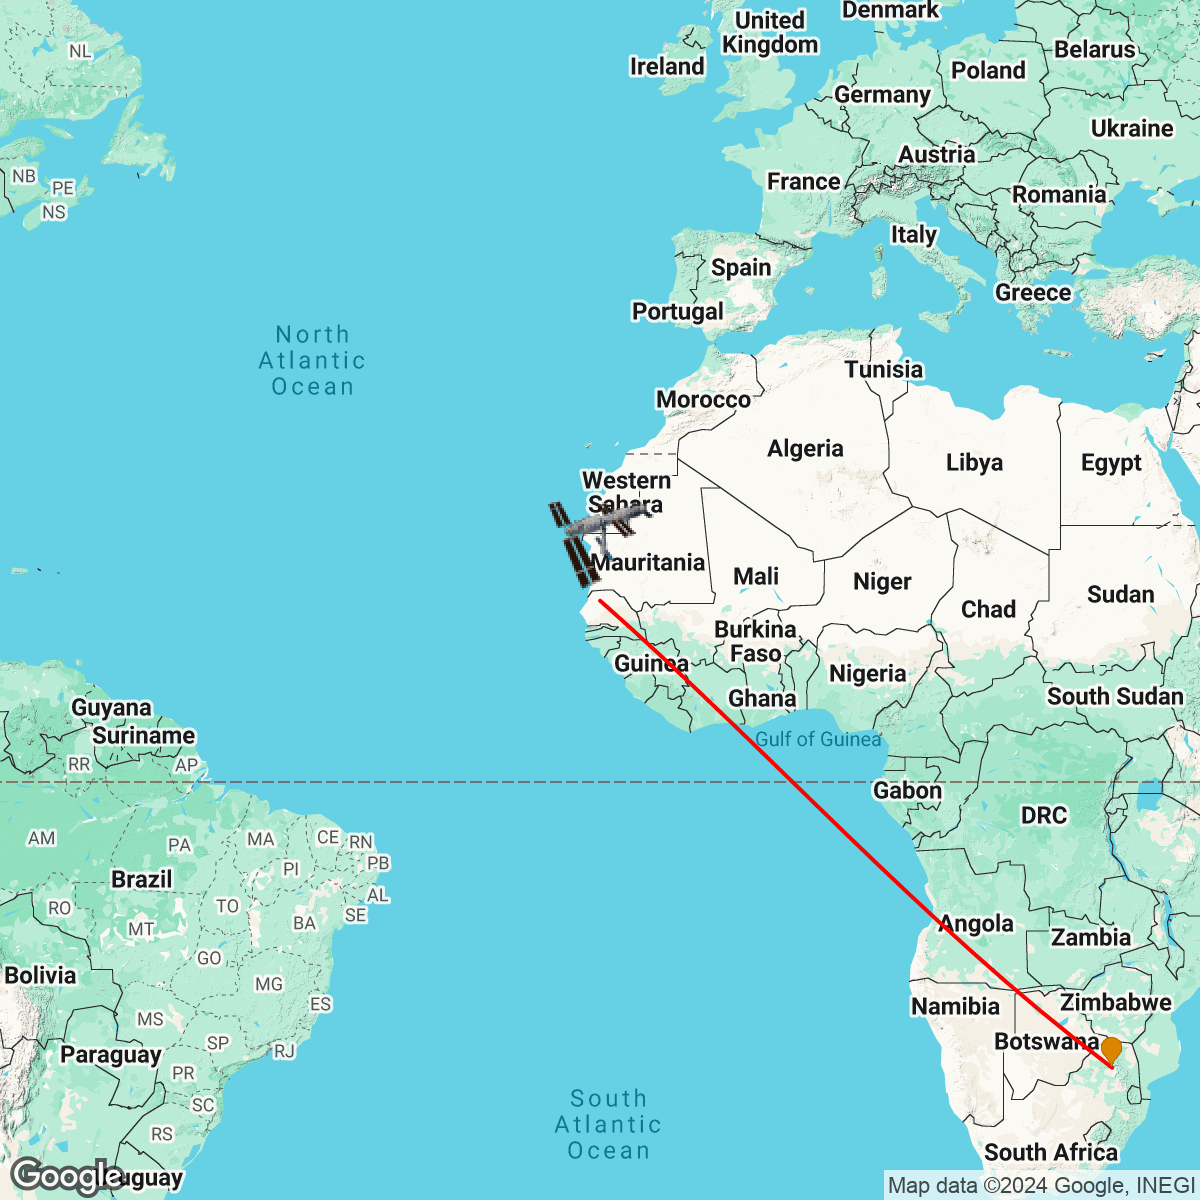 Denmark
United
Kingdom
NL
Belarus
Ireland
Poland
Germany
Ukraine
Austria
NB
France
PE
Romania
NS
Italy
Spain
Greece
Portugal
North
Atlantic
Ocean
Tunisia
Morocco
Algeria
Libya
Egypt
Western
Sahara
Mauritania
Mali
Niger
Sudan
Chad
Burkina
Faso
Guinea
Nigeria
Ghana
South Sudan
Guyana
Suriname
Gulf of Guinea
RR
AP
Gabon
DRC
AM
PA
MA
CE
RN
PB
PI
Brazil
AL
RO
TO
SE
BA
MT
Angola
Zambia
GO
Bolivia
MG
ES
Namibia
Zimbabwe
MS
SP
RJ
Botswana
Paraguay
PR
SC
South
Atlantic
Ocean
RS
South Africa
Google
uguay
Map data ©2024 Google, INEGI